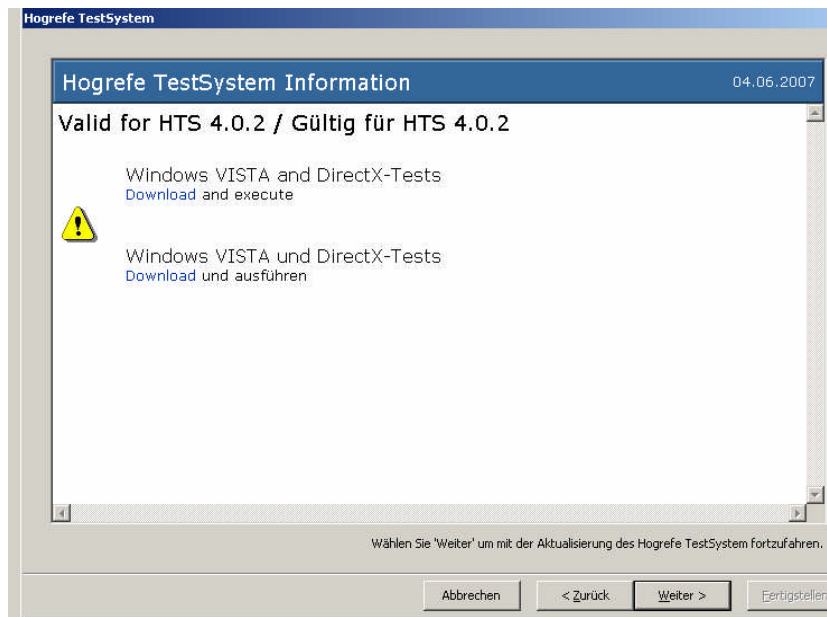 Hogrefe TestSystem
Hogrefe TestSystem Information 04.06.2007
Valid for HTS 4.0.2 / Gültig für HTS 4.0.2
Windows VISTA and DirectX-Tests
Download and execute
Windows VISTA und DirectX-Tests
Download und ausführen
Wählen Sie 'Weiter' um mit der Aktualisierung des Hogrefe TestSystem fortzufahren.
Abbrechen < Zurück Weiter > Fertigstellen